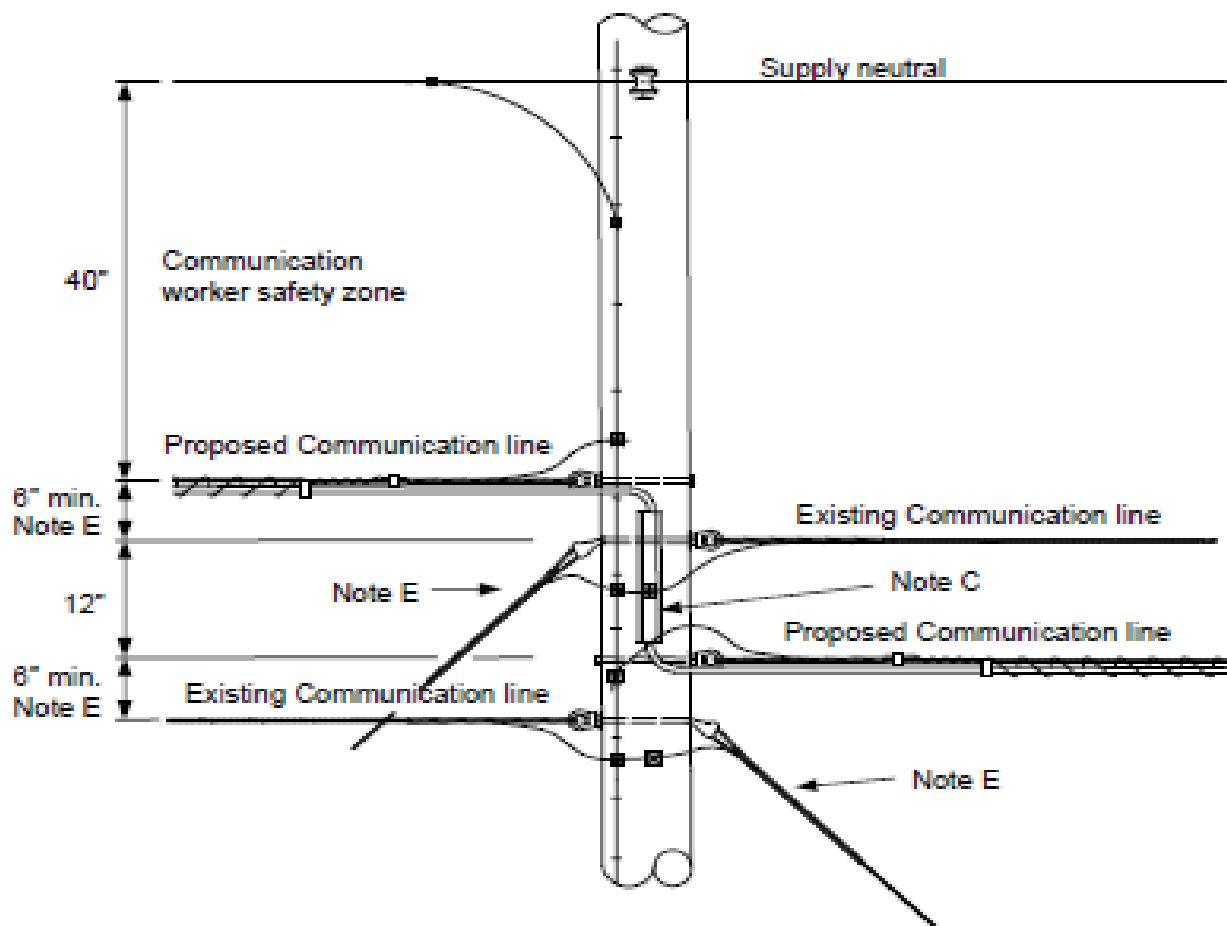 Supply neutral
40"
Communication
worker safety zone
Proposed Communication line
6" min.
Note E
Existing Communication line
Note E
Note C
12"
Proposed Communication line
6" min.
Note E
Existing Communication line
Note E